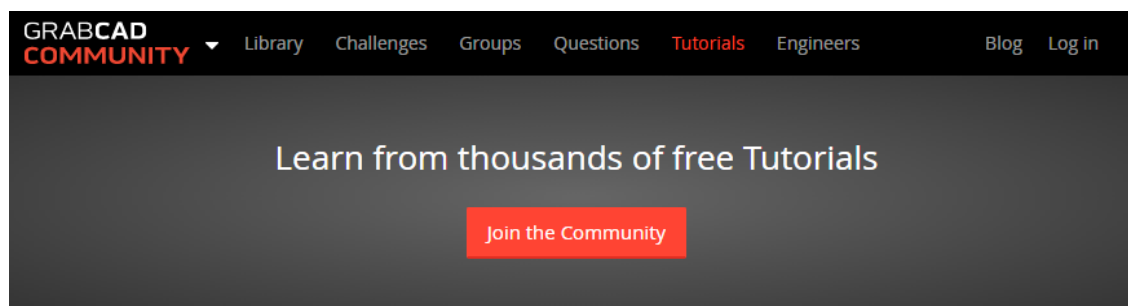 GRABCAD
COMMUNITY
Library Challenges Groups Questions Tutorials Engineers Blog Log in
Learn from thousands of free Tutorials
Join the Community